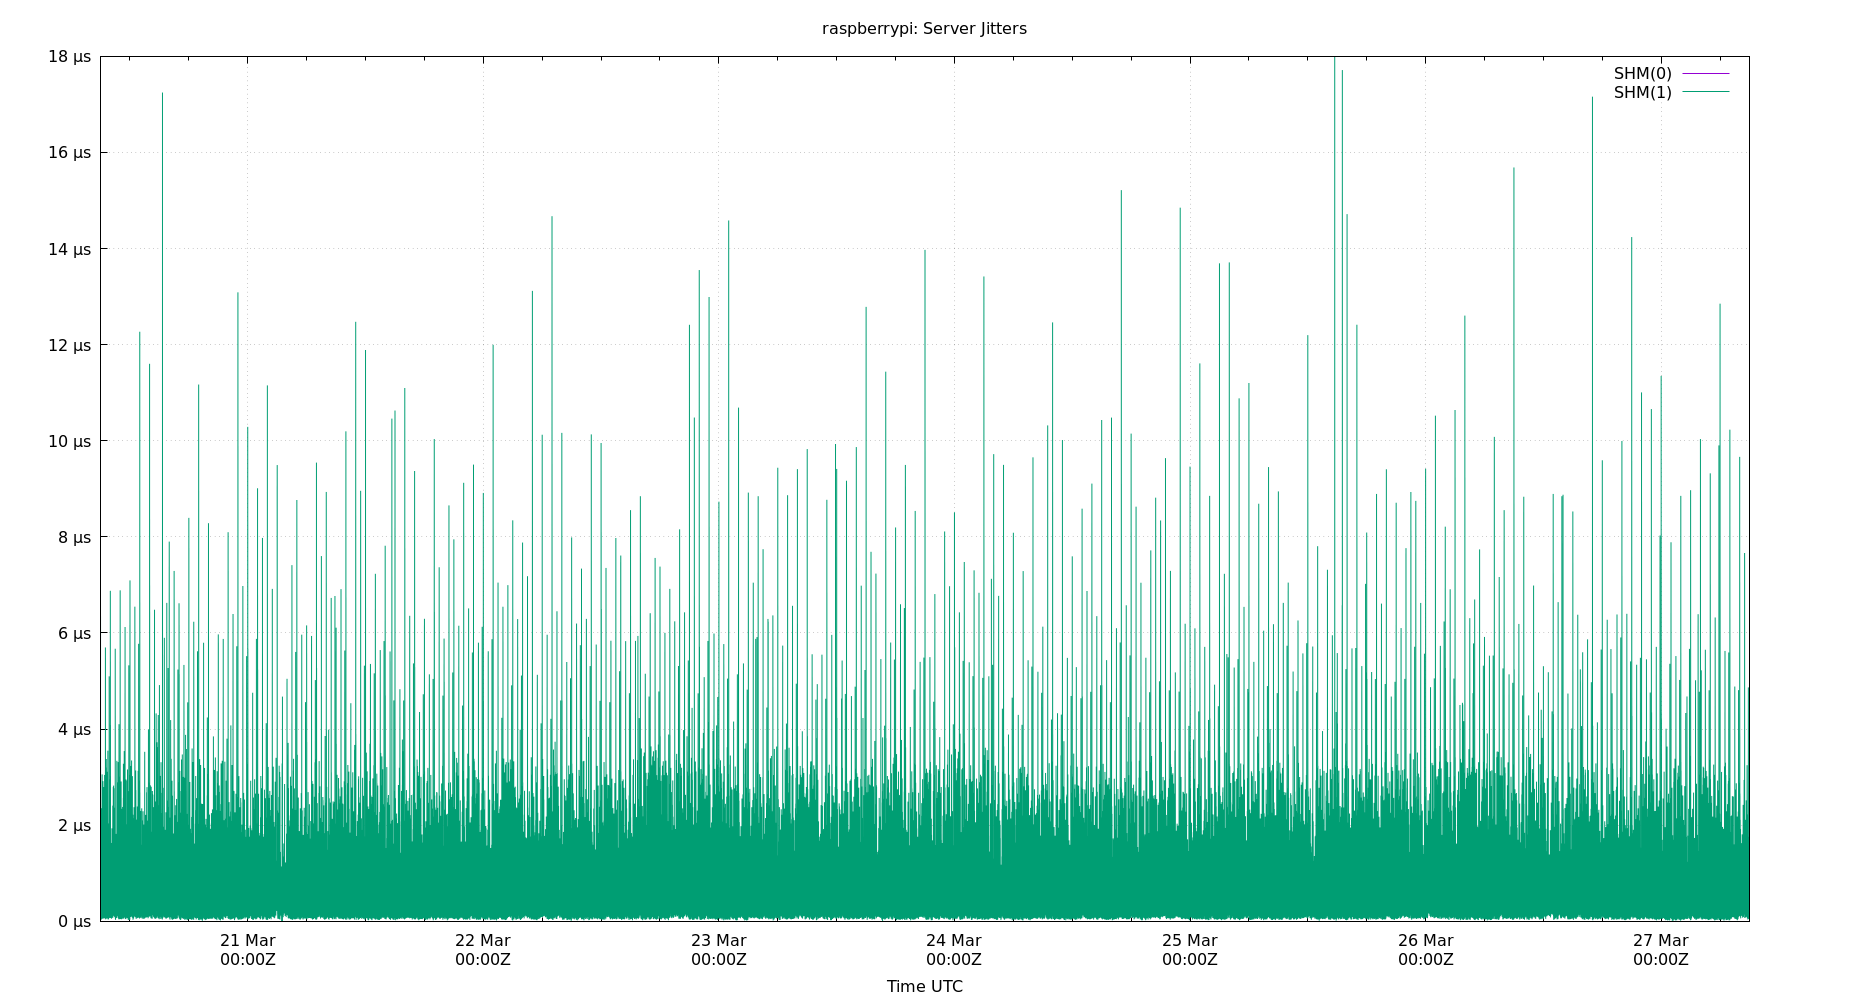 raspberrypi: Server Jitters
18 μs
16 μs
14 μs
12 μs
10 μs
8 μs
6 μs
4 μs
2 μs
0 μs
SHM(0)
SHM(1)
21 Mar
00:00Z
22 Mar
00:00Z
23 Mar
00:00Z
24 Mar
00:00Z
25 Mar
00:00Z
26 Mar
00:00Z
27 Mar
00:00Z
Time UTC